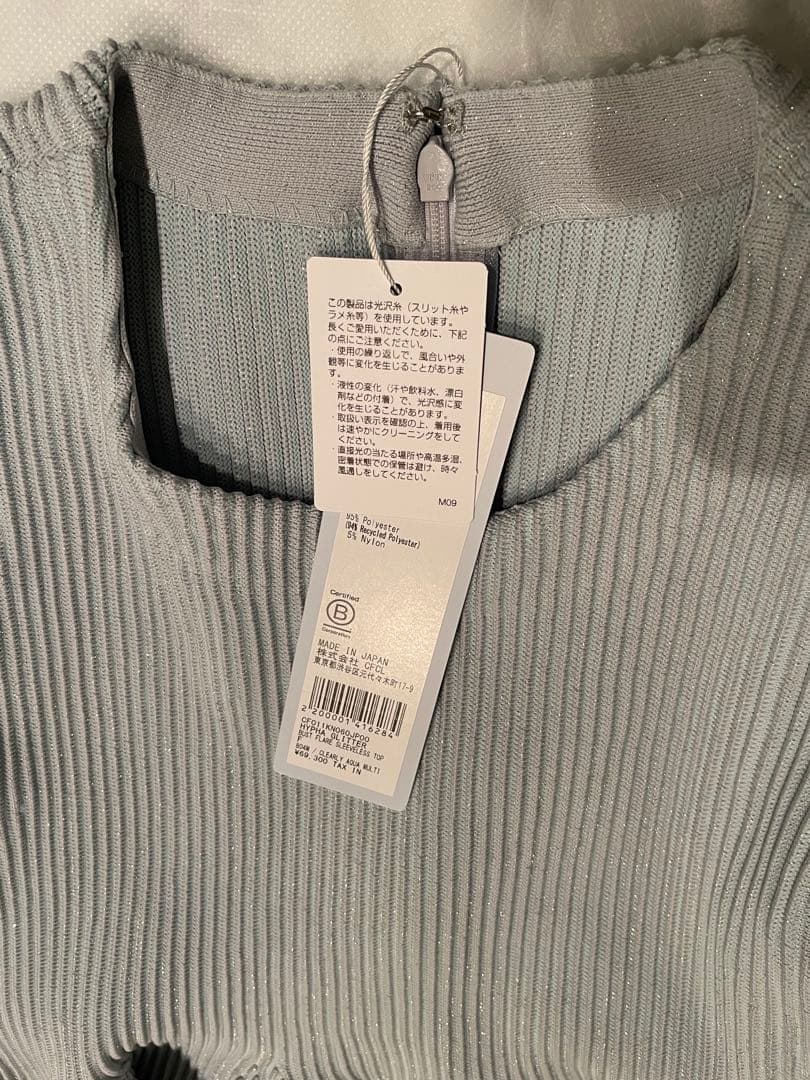 この製品は光沢糸（スリット糸や
ラメ糸等）を使用しています。
長くご愛用いただくために、下記
の点にご注意ください。
・使用の繰り返しで、風合いや外
観等に変化を生じることがありま
す。
・液性の変化（汗や飲料水、漂白
剤などの付着）で、光沢感に変
化を生じることがあります。
・取扱い表示を確認の上、着用後
は速やかにクリーニングをして
ください。
・直接光の当たる場所や高温多湿、
密着状態での保管は避け、時々
風通しをしてください。
M09
95% Polyester
(94% Recycled Polyester)
5% Nylon
Certified
B
Corporation
MADE IN JAPAN
株式会社 CFCL
東京都渋谷区元代々木町17-9
2 200001 416284
CF011KN060JP00
HYPHA GLITTER
BUST FLARE SLEEVELESS TOP
F
804M / CLEARLY AQUA MULTI
¥69,300 TAX IN